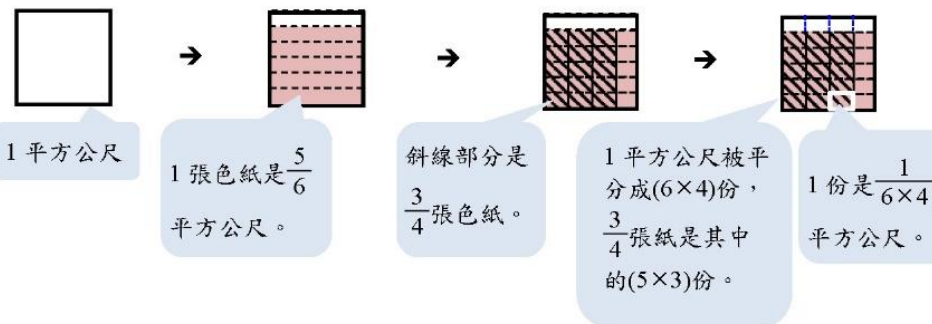 1 平方公尺
1 張色紙是 5/6
平方公尺。
斜線部分是
3/4 張色紙。
1 平方公尺被平
分成(6×4)份，
3/4 張紙是其中
的(5×3)份。
1 份是 1/(6×4)
平方公尺。